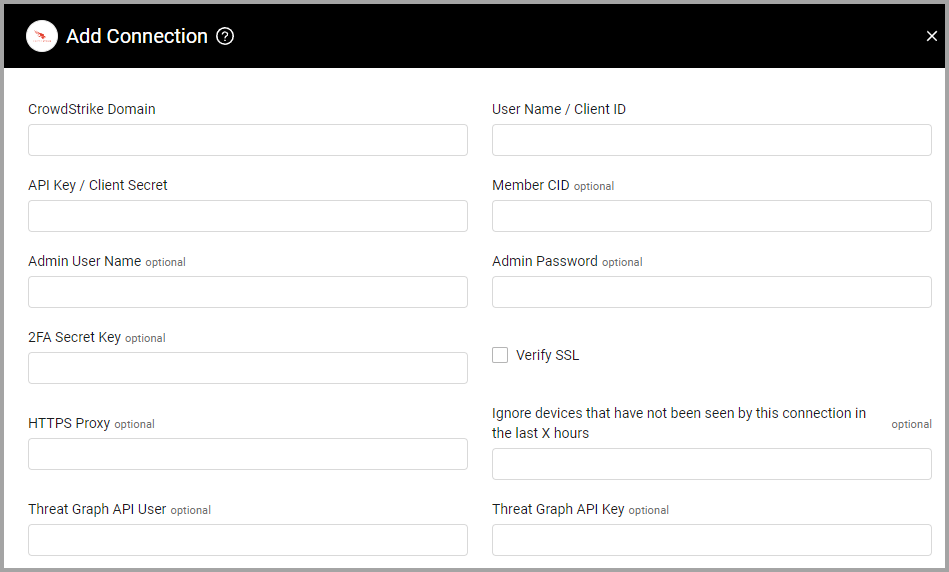 Add Connection ?
CrowdStrike Domain
User Name / Client ID
API Key / Client Secret
Member CID optional
Admin User Name optional
Admin Password optional
2FA Secret Key optional
Verify SSL
HTTPS Proxy optional
Ignore devices that have not been seen by this connection in
the last X hours
optional
Threat Graph API User optional
Threat Graph API Key optional